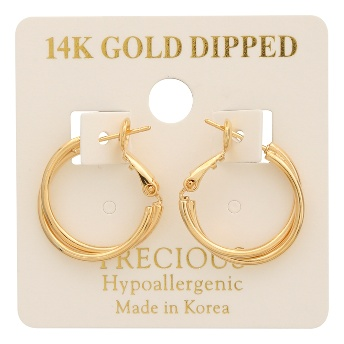 14K GOLD DIPPED
PRECIOUS
Hypoallergenic
Made in Korea